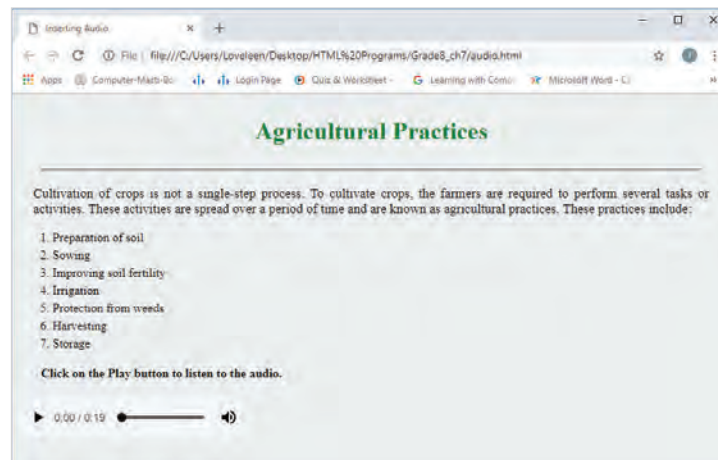 Inserting Audio
File | file:///C:/Users/Loveleen/Desktop/HTML%20Programs/Grade8_ch7/audio.html
Apps Computer-Math-Bo Login Page Quiz & Worksheet - Learning with Comp Microsoft Word - C
Agricultural Practices
Cultivation of crops is not a single-step process. To cultivate crops, the farmers are required to perform several tasks or
activities. These activities are spread over a period of time and are known as agricultural practices. These practices include:
1. Preparation of soil
2. Sowing
3. Improving soil fertility
4. Irrigation
5. Protection from weeds
6. Harvesting
7. Storage
Click on the Play button to listen to the audio.
0:00 / 0:19